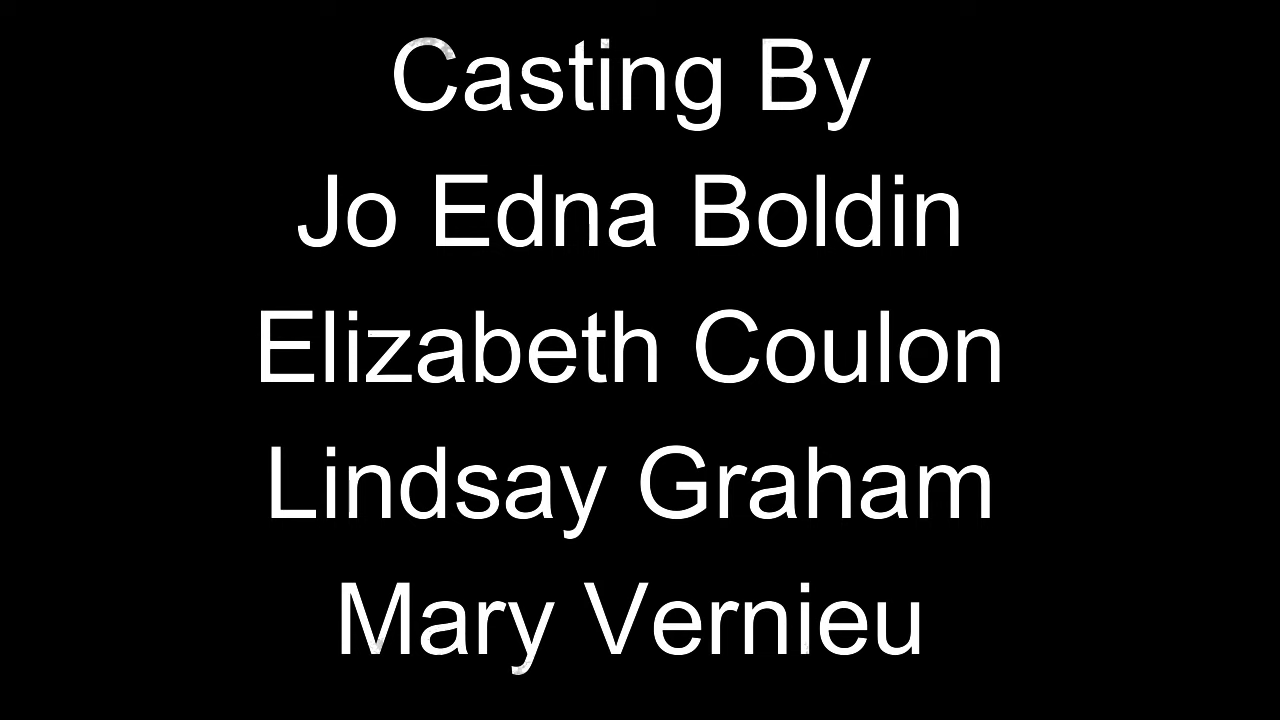 Casting By
Jo Edna Boldin
Elizabeth Coulon
Lindsay Graham
Mary Vernieu